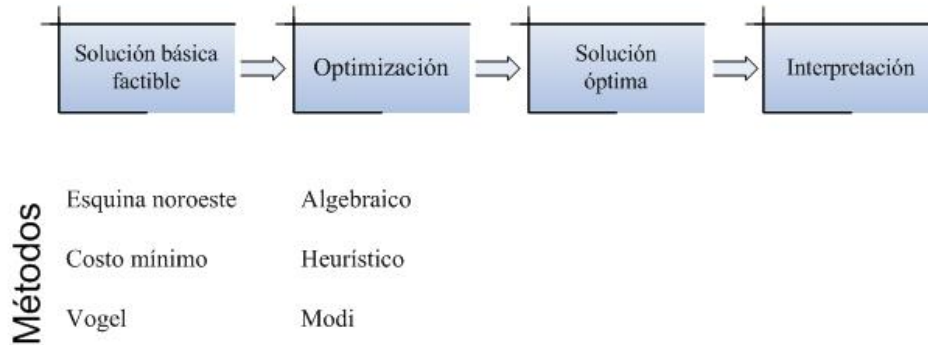 Solución básica
factible
Optimización
Solución
óptima
Interpretación
Métodos
Esquina noroeste
Algebraico
Costo mínimo
Heurístico
Vogel
Modi